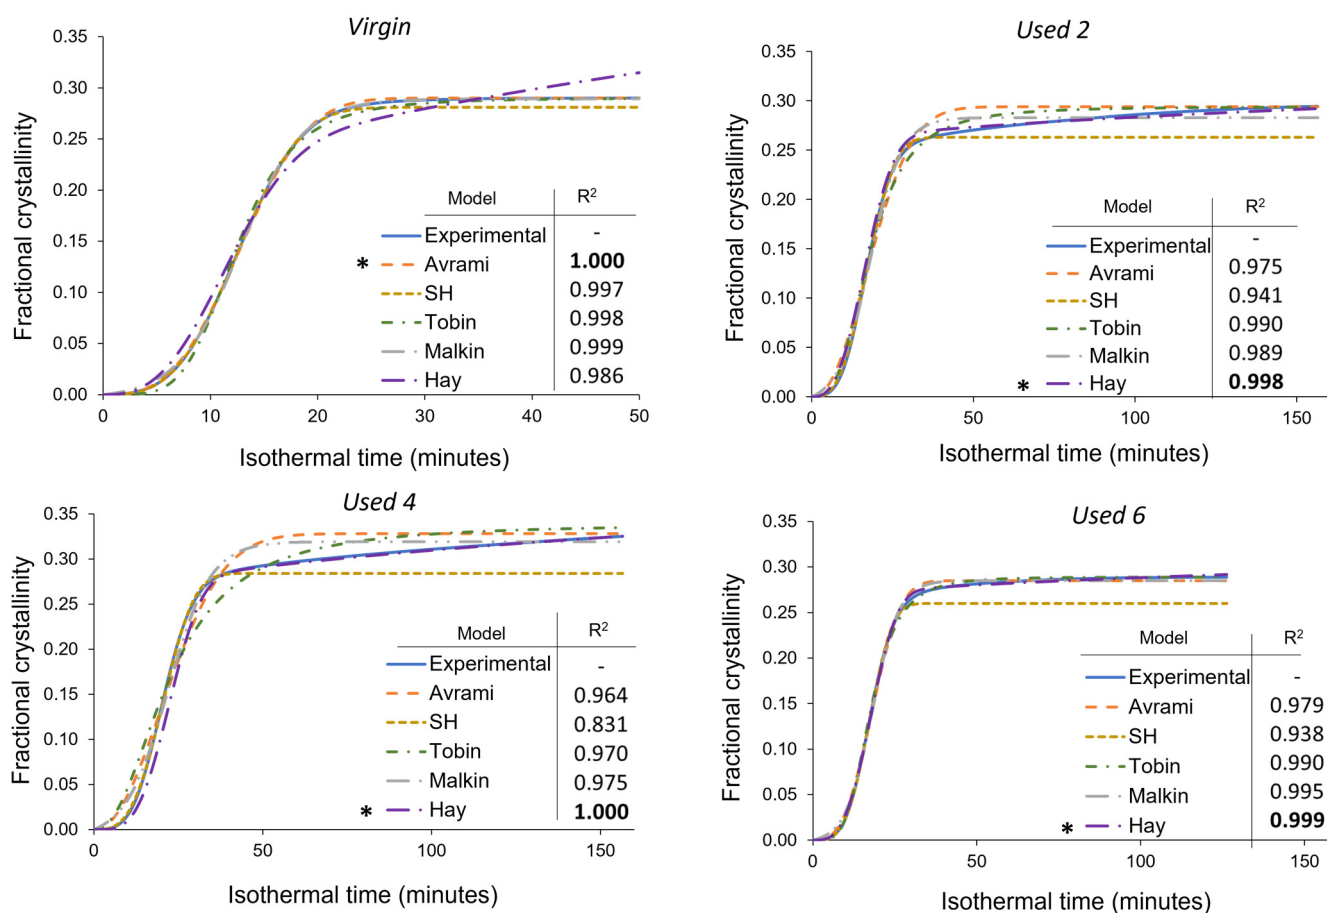 Virgin
0.35
0.30
0.25
0.20
0.15
0.10
0.05
0.00
Fractional crystallinity
Model R²
Experimental -
* Avrami 1.000
SH 0.997
Tobin 0.998
Malkin 0.999
Hay 0.986
0 10 20 30 40 50
Isothermal time (minutes)
Used 2
0.35
0.30
0.25
0.20
0.15
0.10
0.05
0.00
Fractional crystallinity
Model R²
Experimental -
Avrami 0.975
SH 0.941
Tobin 0.990
Malkin 0.989
* Hay 0.998
0 50 100 150
Isothermal time (minutes)
Used 4
0.35
0.30
0.25
0.20
0.15
0.10
0.05
0.00
Fractional crystallinity
Model R²
Experimental -
Avrami 0.964
SH 0.831
Tobin 0.970
Malkin 0.975
* Hay 1.000
0 50 100 150
Isothermal time (minutes)
Used 6
0.35
0.30
0.25
0.20
0.15
0.10
0.05
0.00
Fractional crystallinity
Model R²
Experimental -
Avrami 0.979
SH 0.938
Tobin 0.990
Malkin 0.995
* Hay 0.999
0 50 100 150
Isothermal time (minutes)